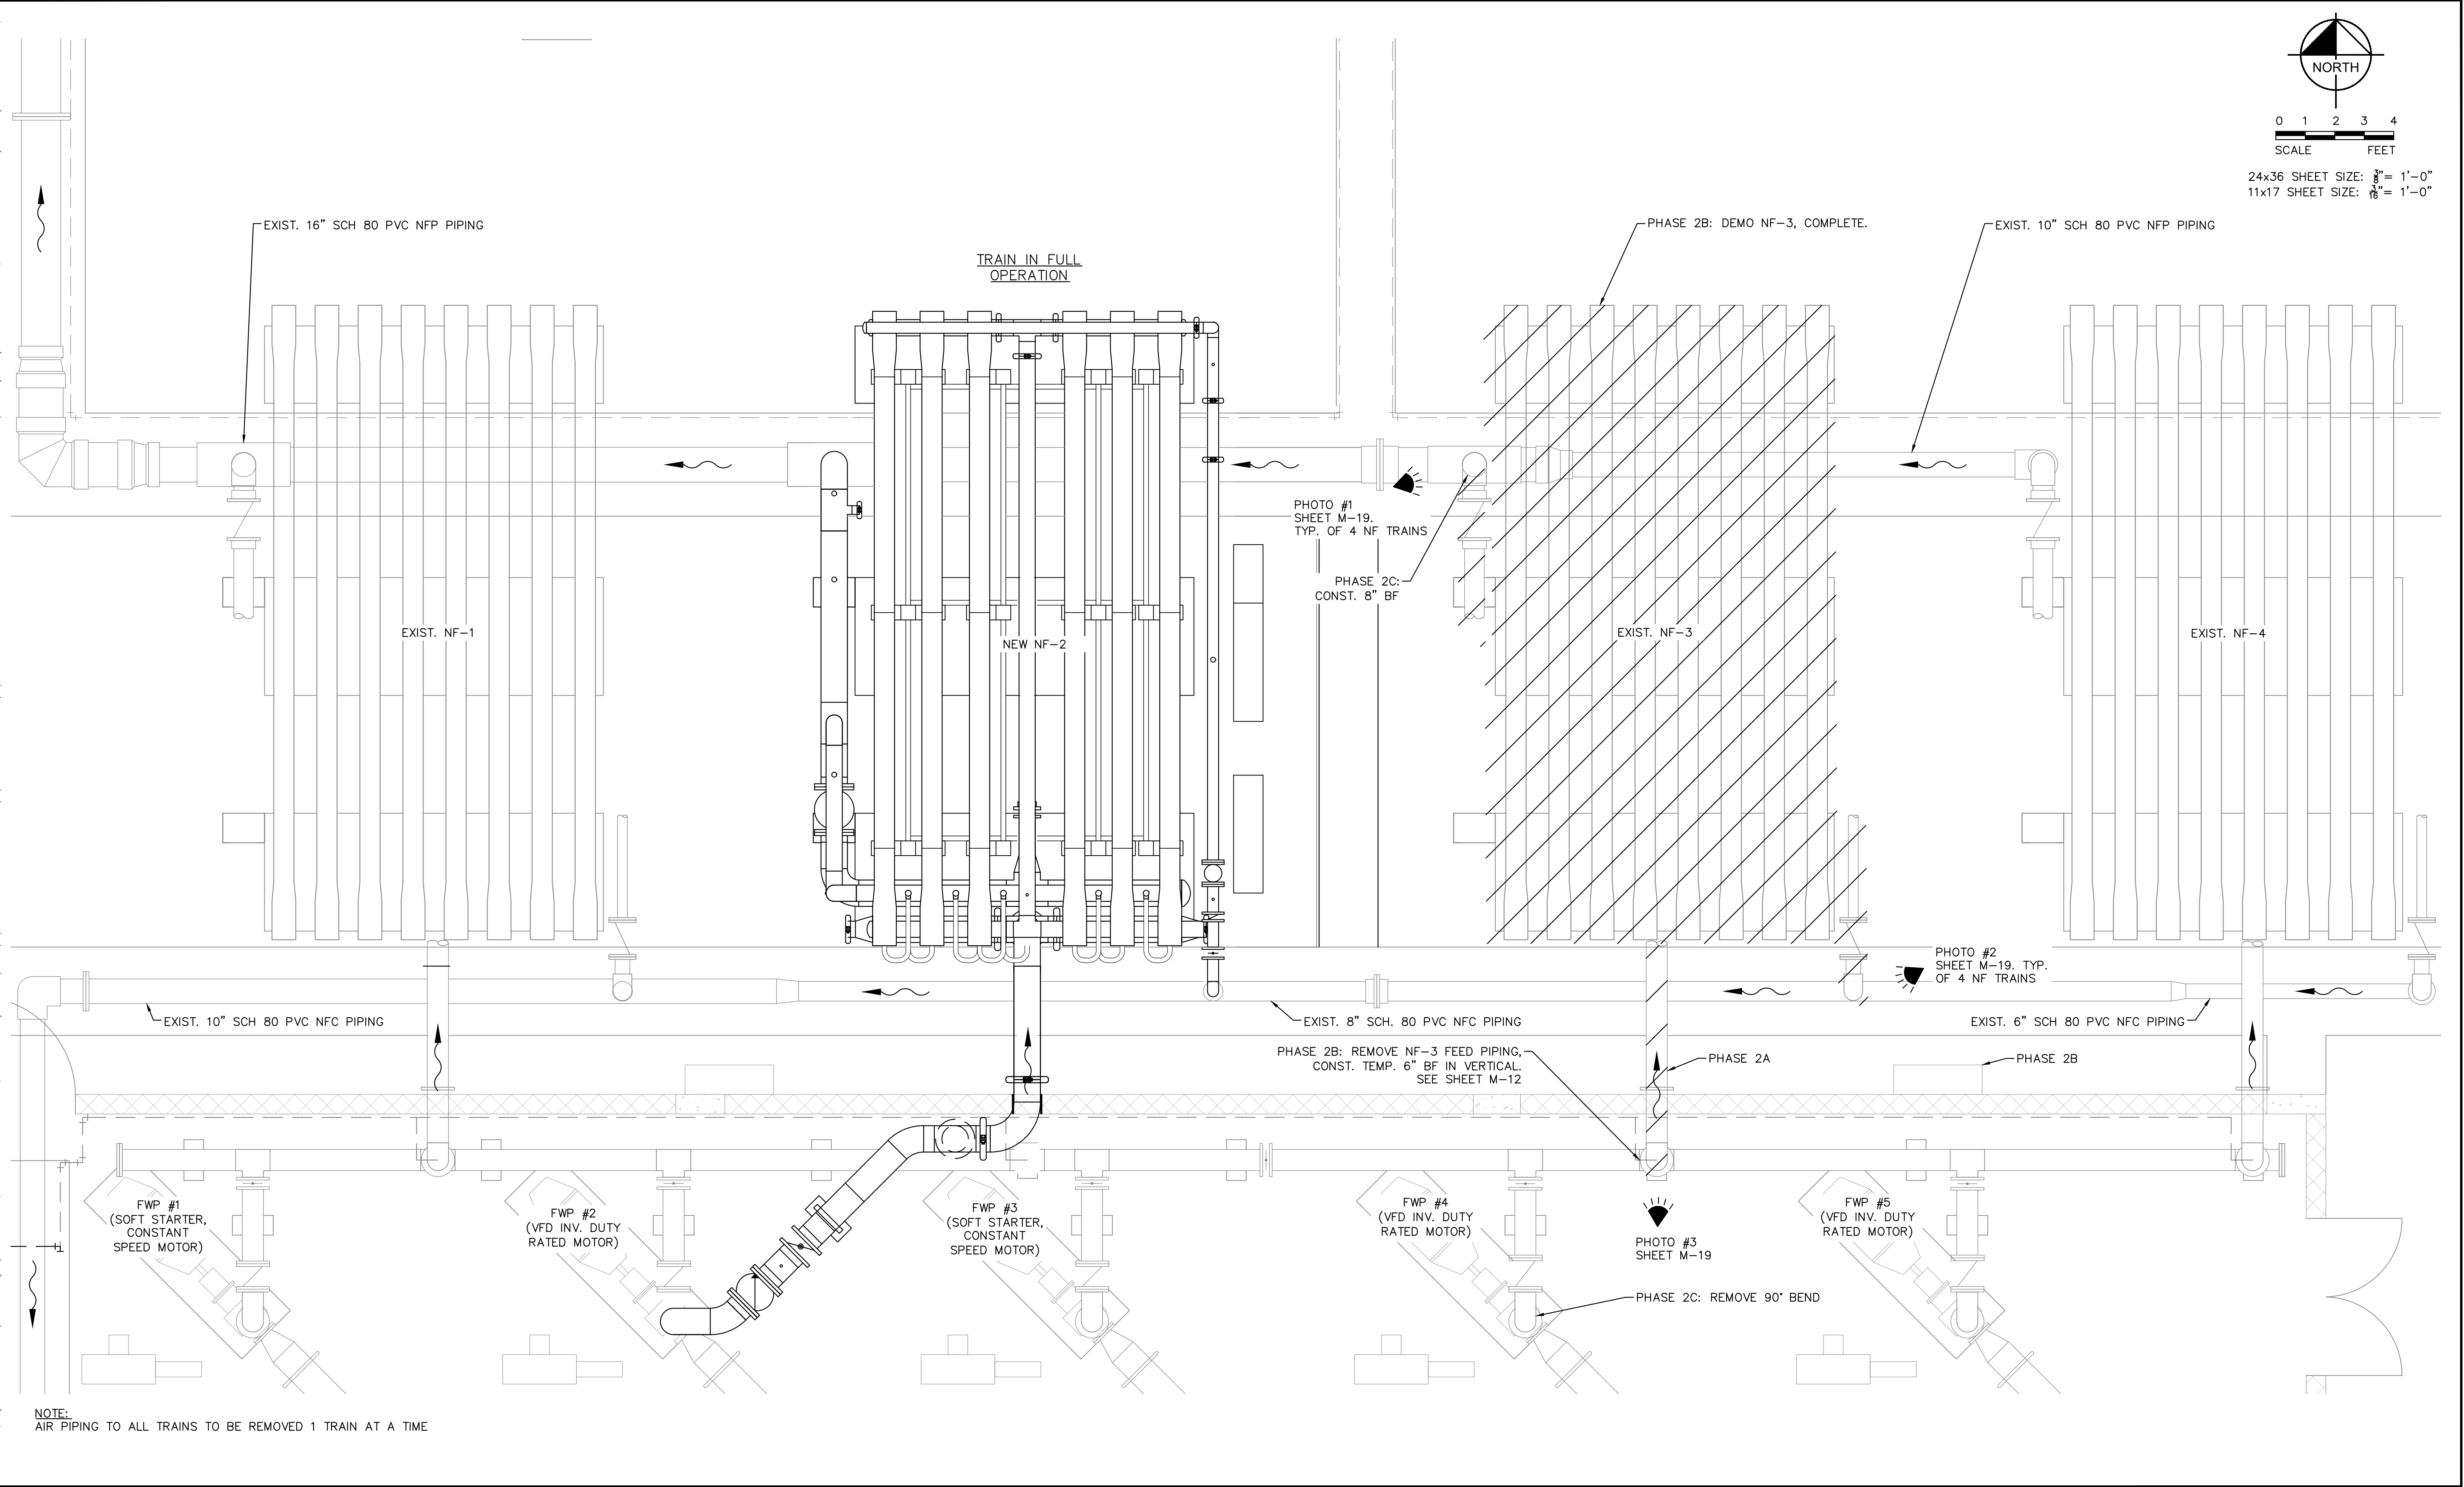 NORTH
0 1 2 3 4
SCALE FEET
24x36 SHEET SIZE: 3/8"= 1'-0"
11x17 SHEET SIZE: 3/16"= 1'-0"
EXIST. 16" SCH 80 PVC NFP PIPING
TRAIN IN FULL
OPERATION
PHASE 2B: DEMO NF-3, COMPLETE.
EXIST. 10" SCH 80 PVC NFP PIPING
PHOTO #1
SHEET M-19.
TYP. OF 4 NF TRAINS
PHASE 2C:
CONST. 8" BF
EXIST. NF-1
NEW NF-2
EXIST. NF-3
EXIST. NF-4
PHOTO #2
SHEET M-19. TYP.
OF 4 NF TRAINS
EXIST. 10" SCH 80 PVC NFC PIPING
EXIST. 8" SCH. 80 PVC NFC PIPING
EXIST. 6" SCH 80 PVC NFC PIPING
PHASE 2B: REMOVE NF-3 FEED PIPING,
CONST. TEMP. 6" BF IN VERTICAL.
SEE SHEET M-12
PHASE 2A
PHASE 2B
FWP #1
(SOFT STARTER,
CONSTANT
SPEED MOTOR)
FWP #2
(VFD INV. DUTY
RATED MOTOR)
FWP #3
(SOFT STARTER,
CONSTANT
SPEED MOTOR)
FWP #4
(VFD INV. DUTY
RATED MOTOR)
PHOTO #3
SHEET M-19
FWP #5
(VFD INV. DUTY
RATED MOTOR)
PHASE 2C: REMOVE 90° BEND
NOTE:
AIR PIPING TO ALL TRAINS TO BE REMOVED 1 TRAIN AT A TIME